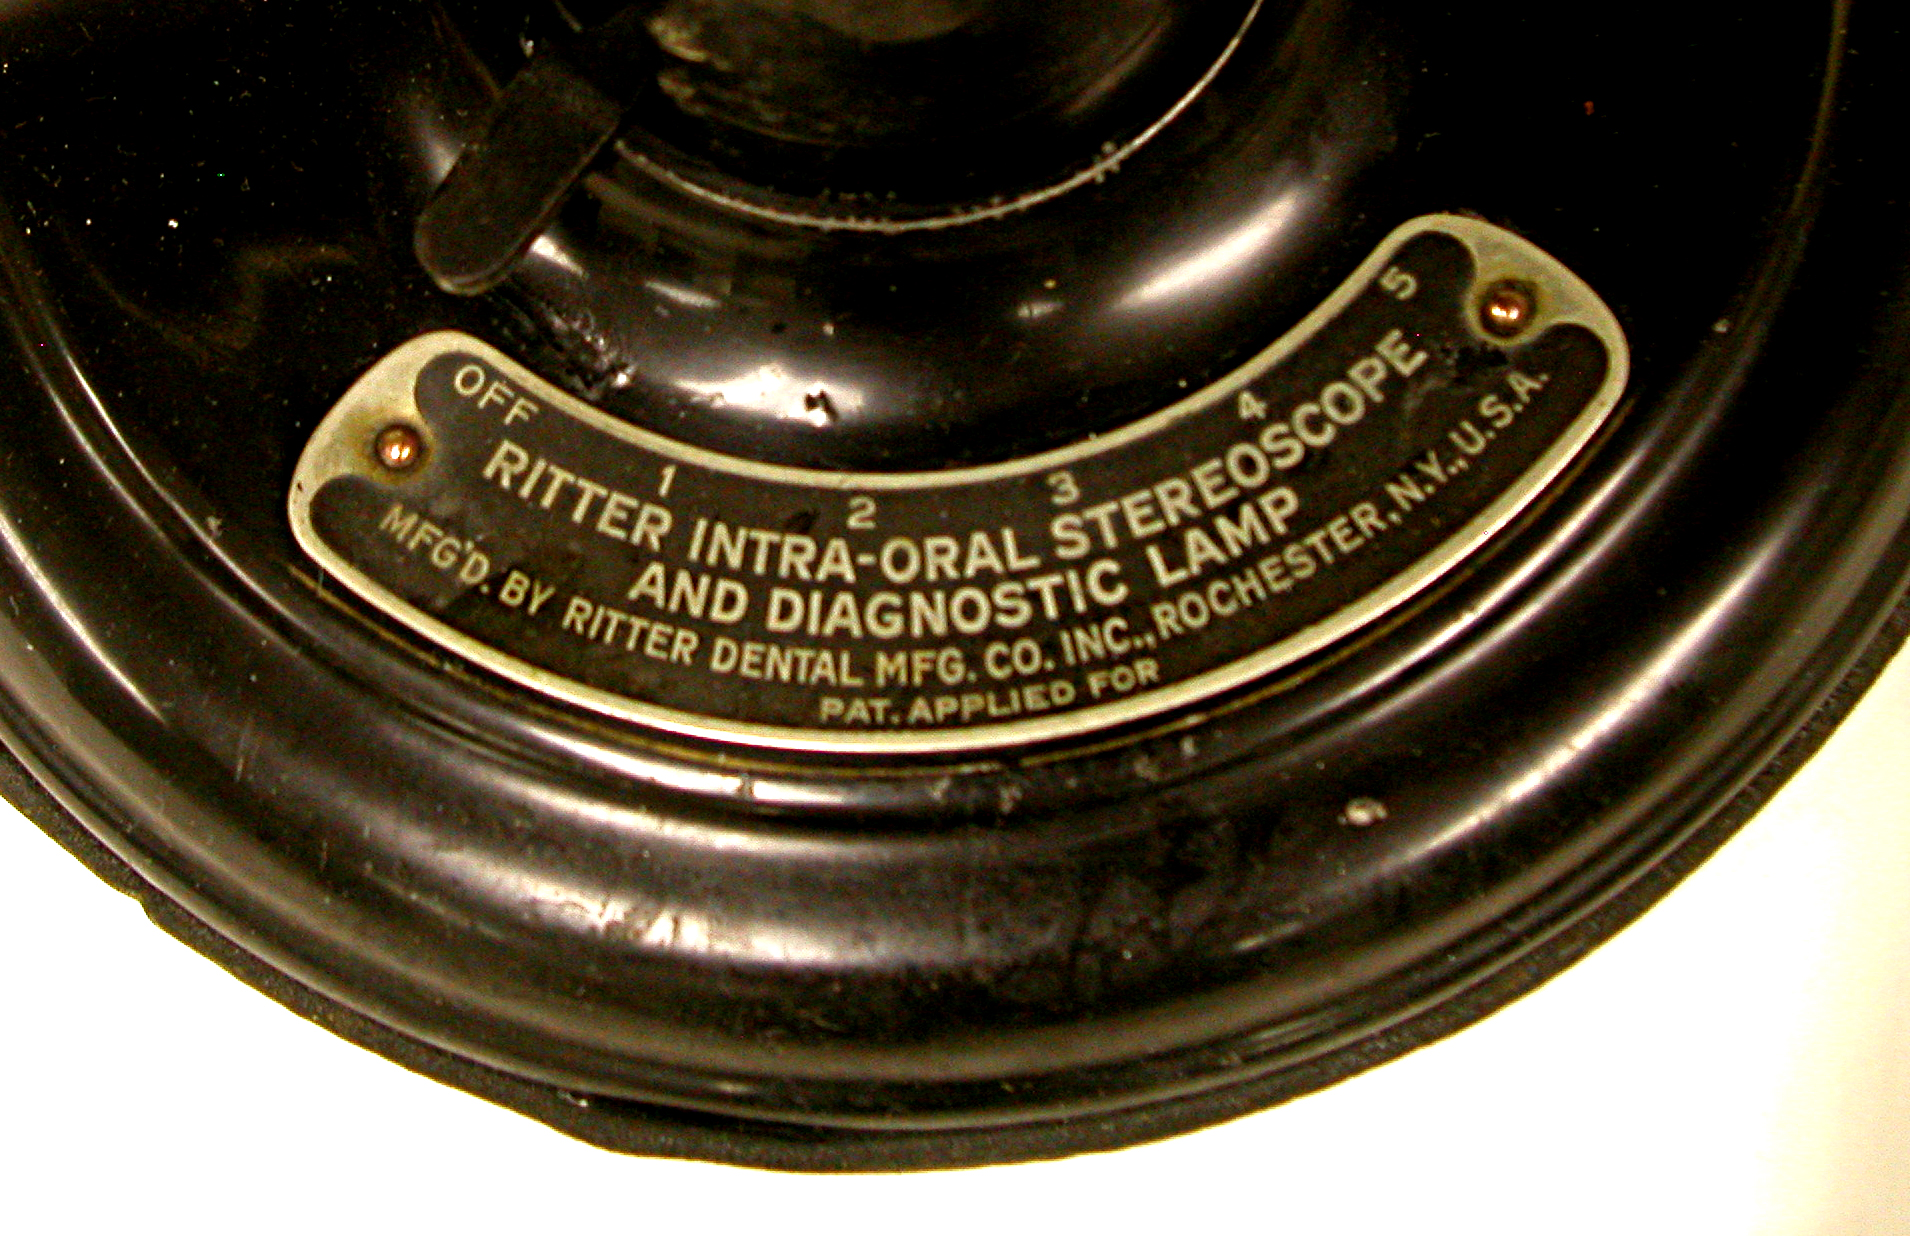 OFF 1 2 3 4 5
RITTER INTRA-ORAL STEREOSCOPE
AND DIAGNOSTIC LAMP
MFG'D. BY RITTER DENTAL MFG. CO. INC., ROCHESTER, N.Y., U.S.A.
PAT. APPLIED FOR